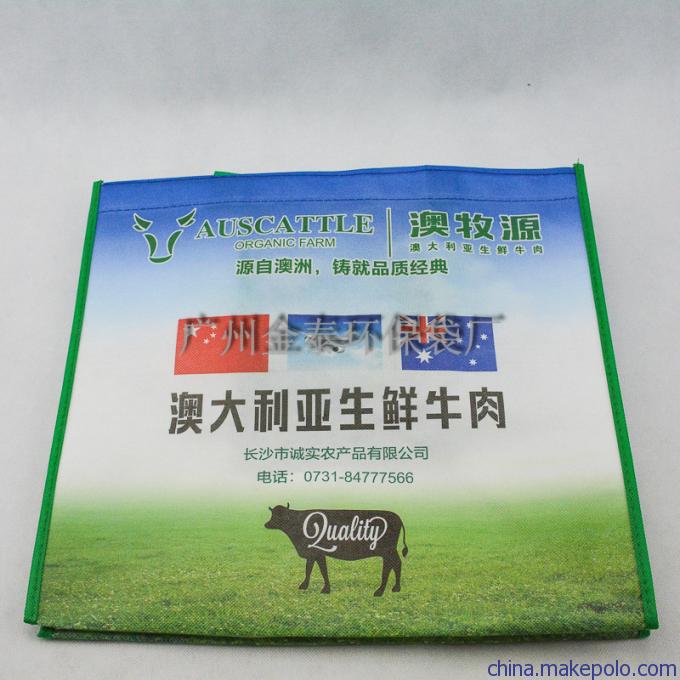 AUSCATTLE
ORGANIC FARM
澳牧源
澳大利亚生鲜牛肉
源自澳洲，铸就品质经典
广州金泰环保袋厂
澳大利亚生鲜牛肉
长沙市诚实农产品有限公司
电话：0731-84777566
Quality
china.makepolo.com